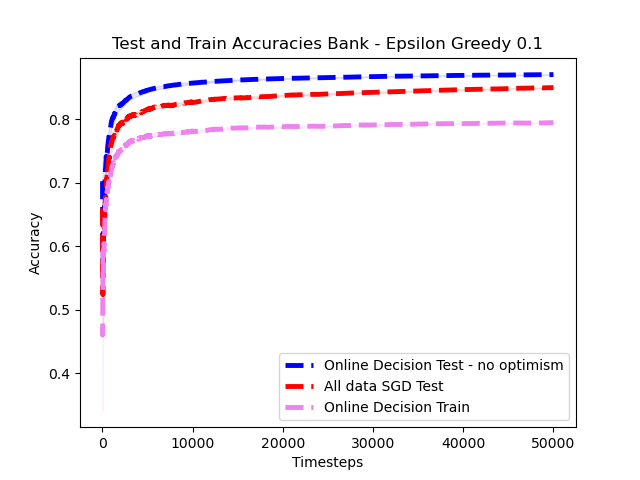 Test and Train Accuracies Bank - Epsilon Greedy 0.1
Accuracy
0.8
0.7
0.6
0.5
0.4
Online Decision Test - no optimism
All data SGD Test
Online Decision Train
0 10000 20000 30000 40000 50000
Timesteps